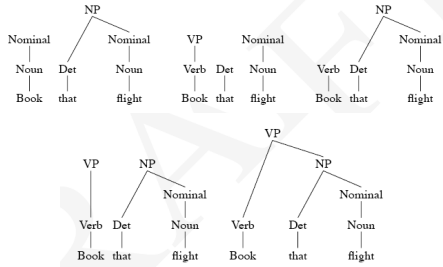 NP
Nominal Nominal VP Nominal NP Nominal
Noun Det Noun Verb Det Noun Verb Det Noun
Book that flight Book that flight Book that flight
VP
VP NP NP
Nominal Nominal
Verb Det Noun Verb Det Noun
Book that flight Book that flight